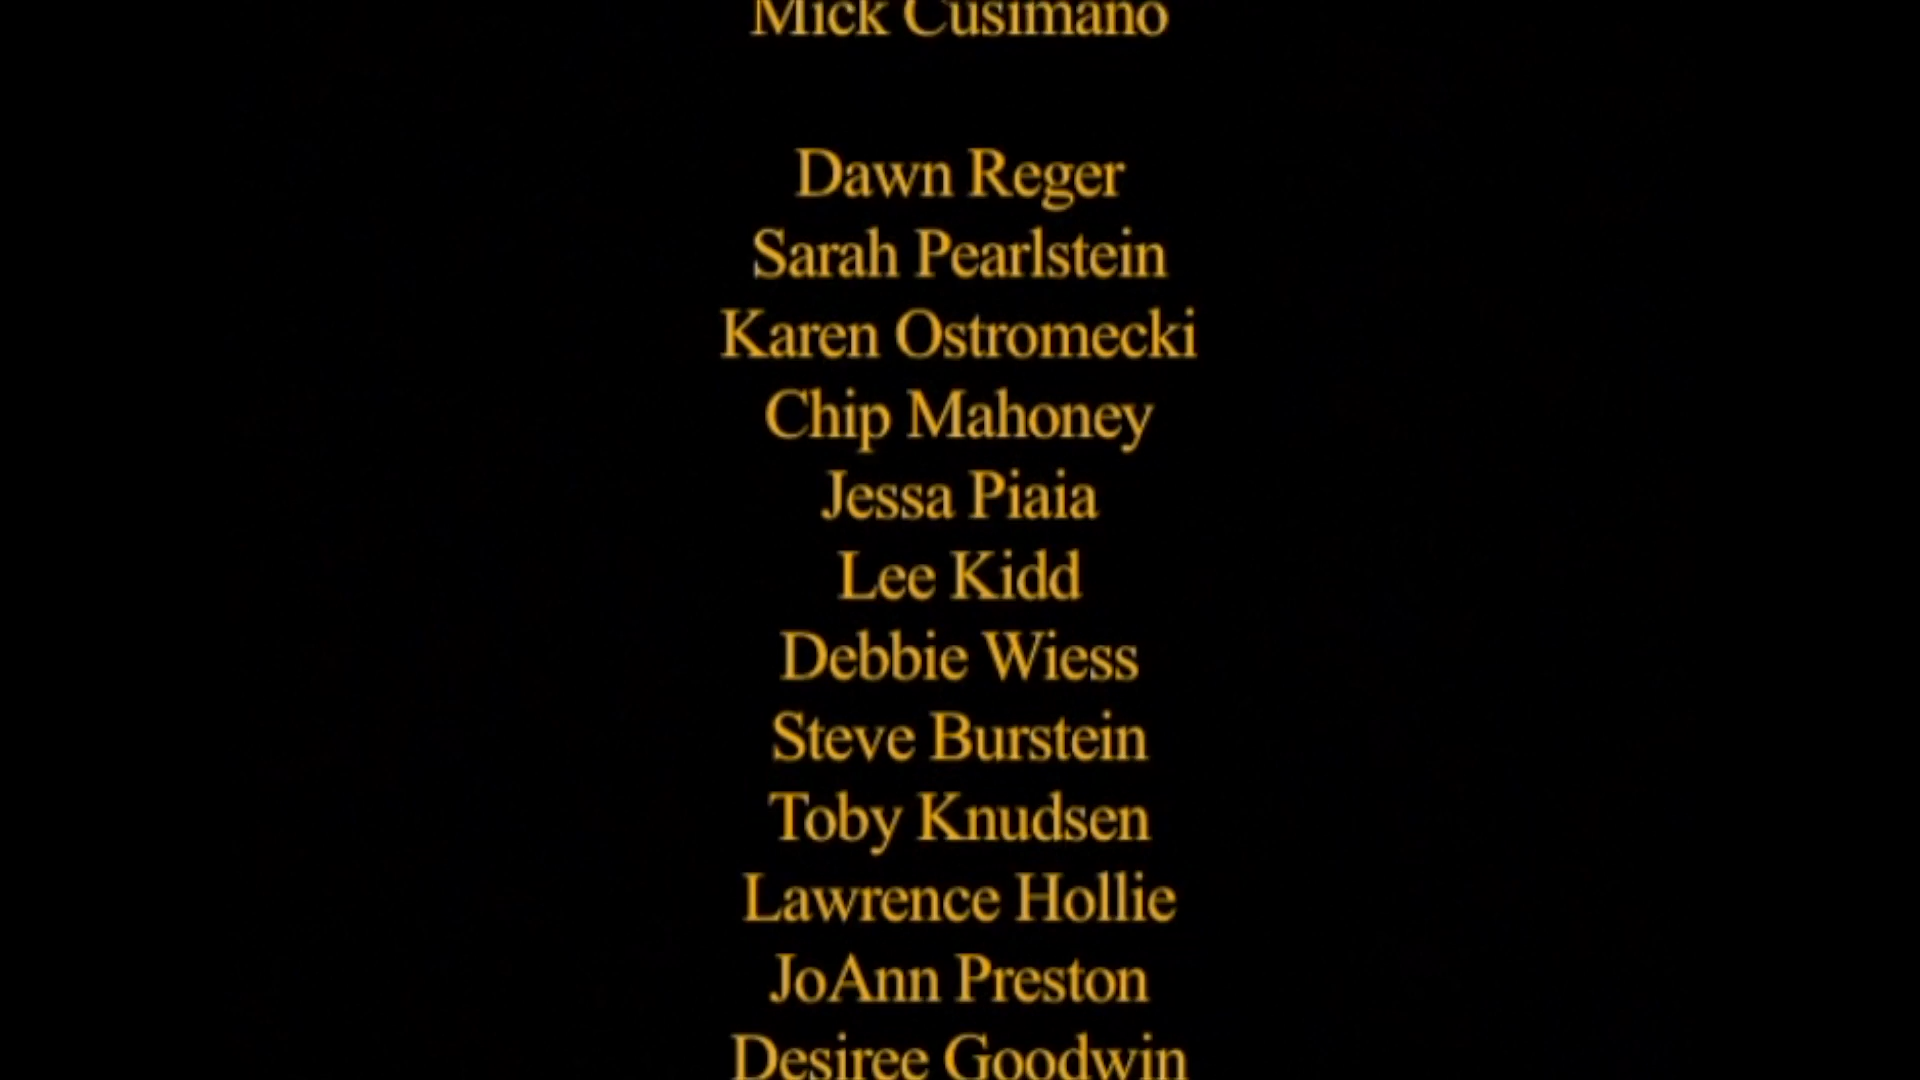 Mick Cusimano
Dawn Reger
Sarah Pearlstein
Karen Ostromecki
Chip Mahoney
Jessa Piaia
Lee Kidd
Debbie Wiess
Steve Burstein
Toby Knudsen
Lawrence Hollie
JoAnn Preston
Desiree Goodwin